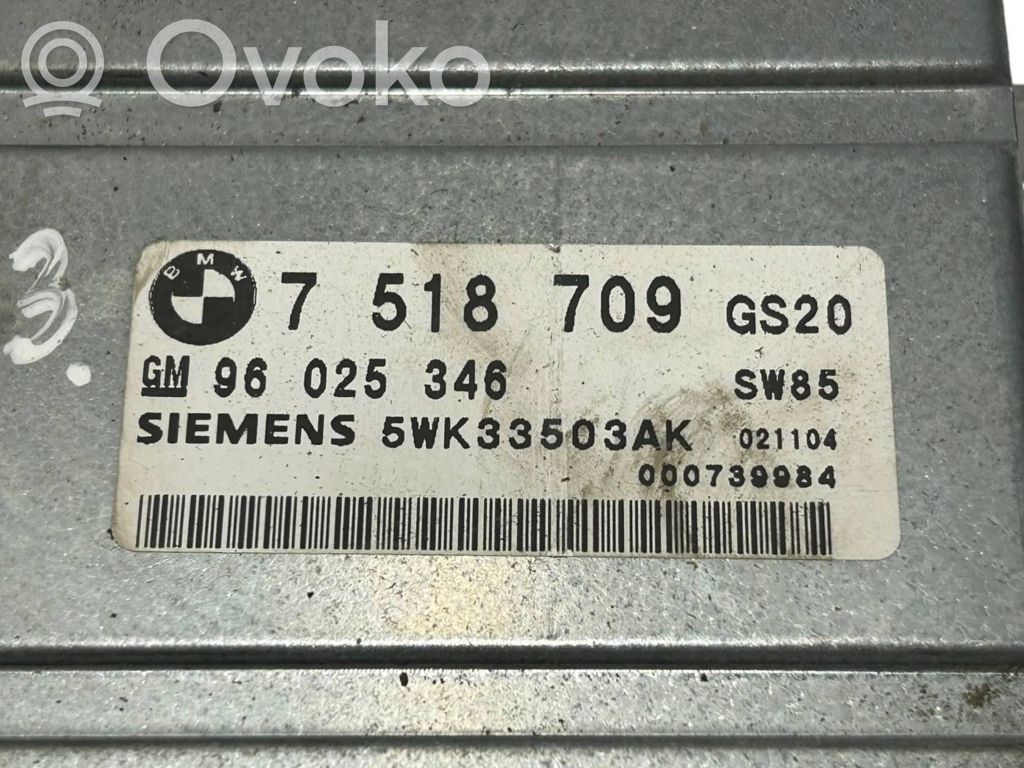 Ovoko
3.
BMW 7 518 709 GS20
GM 96 025 346 SW85
SIEMENS 5WK33503AK 021104
000739984